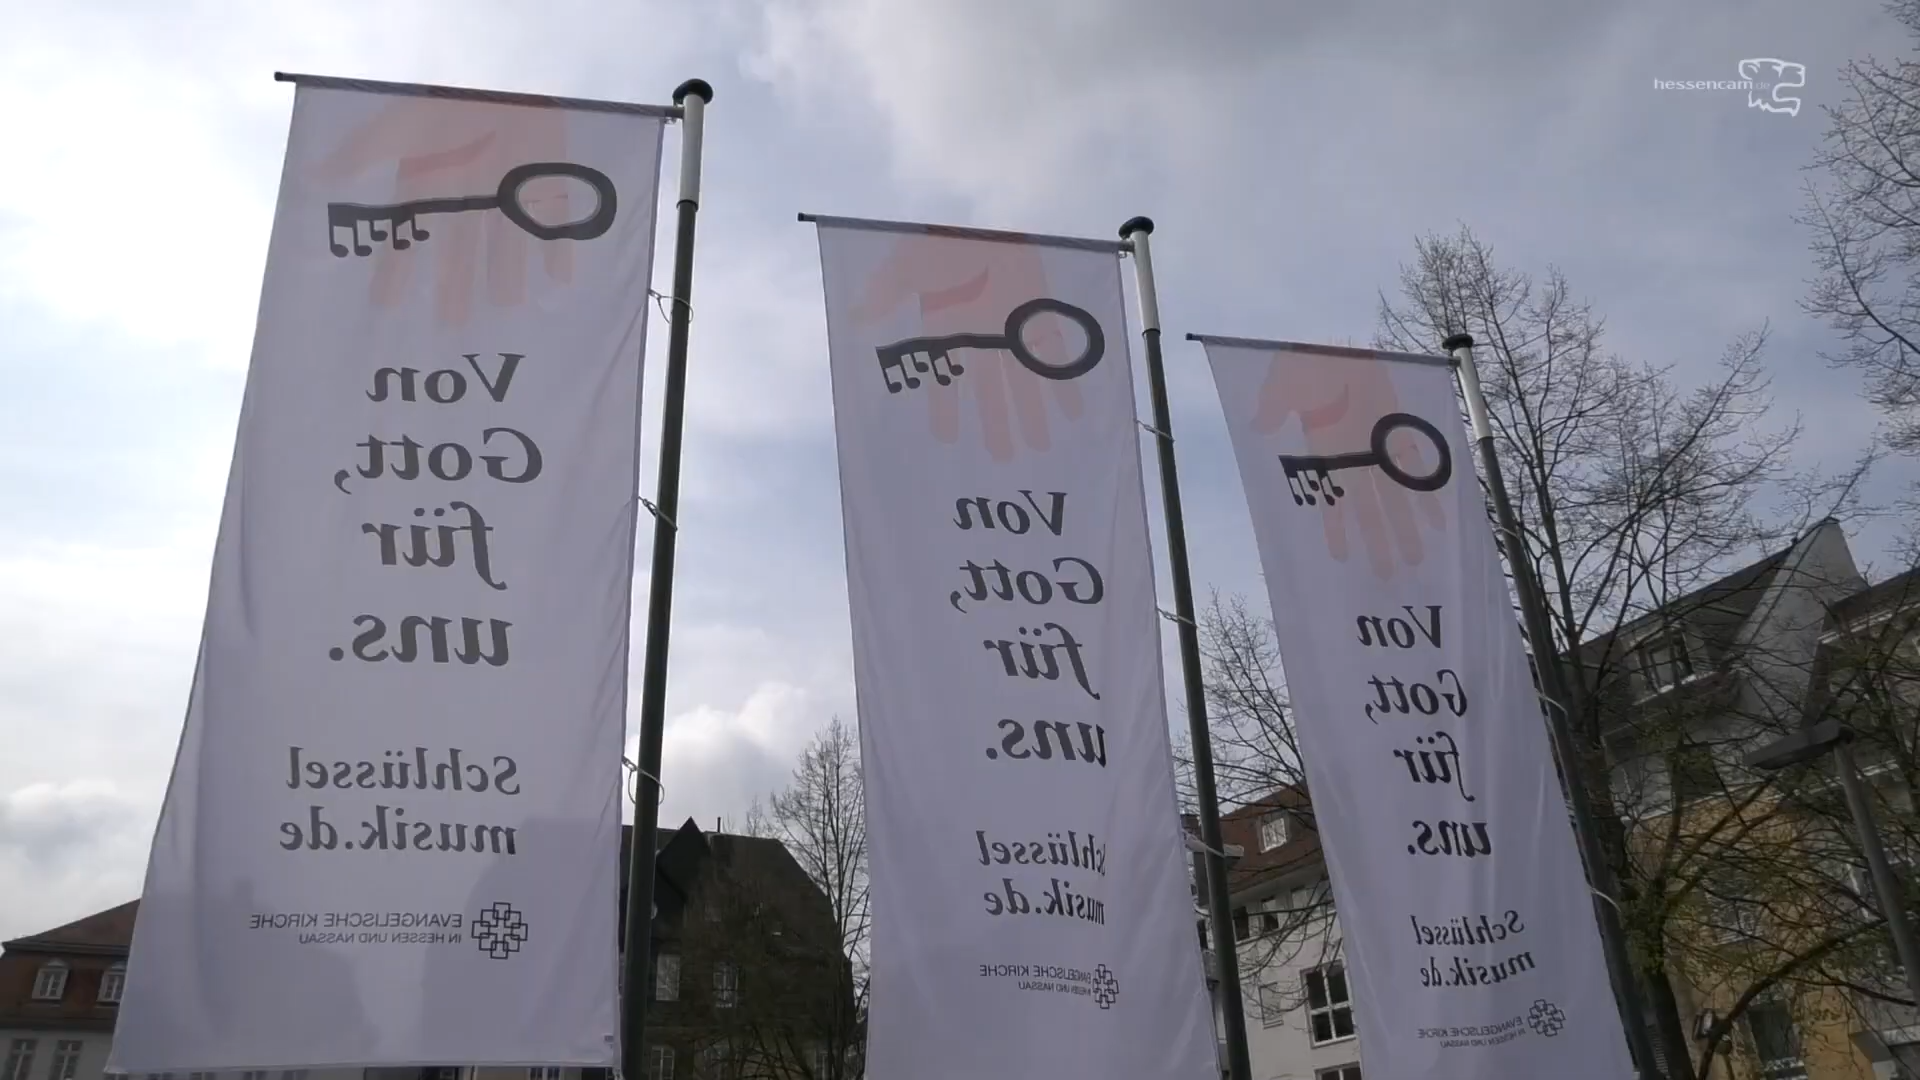 hessencam.de
Von
Gott,
für
uns.
Schlüssel
musik.de
EVANGELISCHE KIRCHE
IN HESSEN UND NASSAU
Von
Gott,
für
uns.
Schlüssel
musik.de
EVANGELISCHE KIRCHE
IN HESSEN UND NASSAU
Von
Gott,
für
uns.
Schlüssel
musik.de
EVANGELISCHE KIRCHE
IN HESSEN UND NASSAU